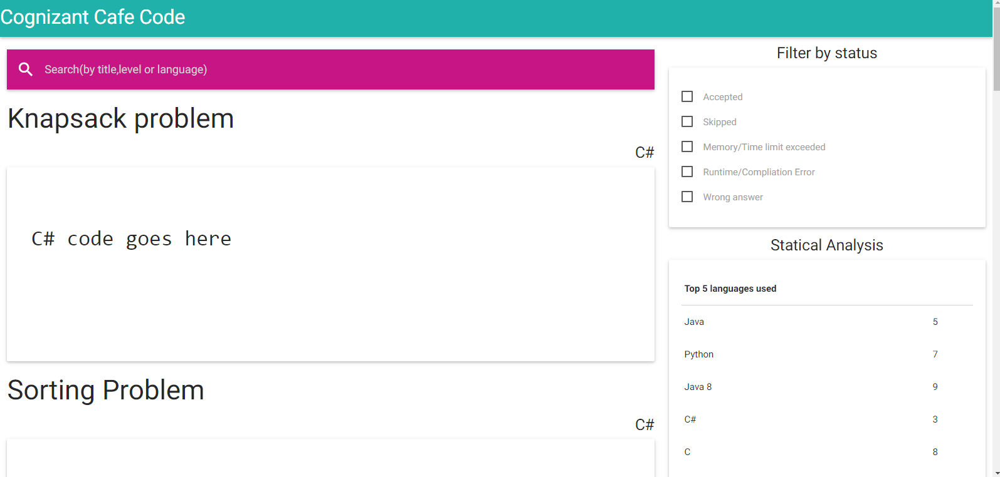 Cognizant Cafe Code
Search(by title,level or language)
Knapsack problem
C#
C# code goes here
Sorting Problem
C#
Filter by status
Accepted
Skipped
Memory/Time limit exceeded
Runtime/Compliation Error
Wrong answer
Statical Analysis
Top 5 languages used
Java 5
Python 7
Java 8 9
C# 3
C 8